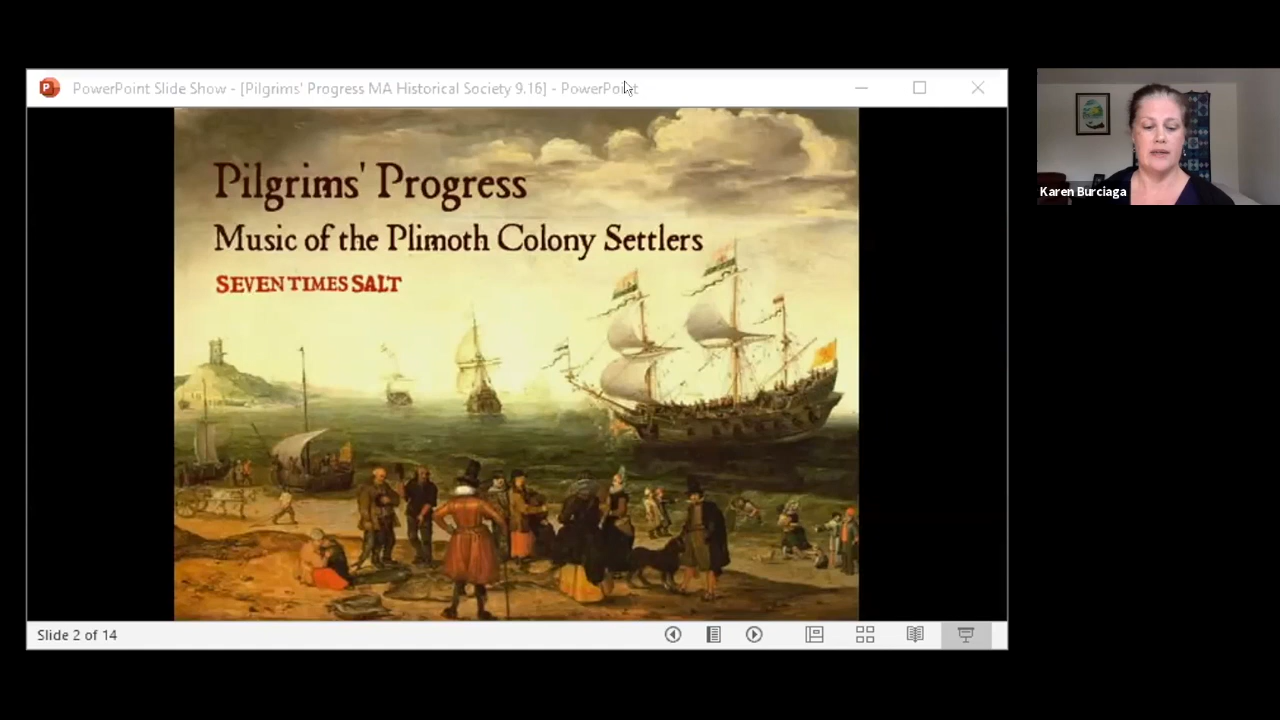 PowerPoint Slide Show - [Pilgrims' Progress MA Historical Society 9.16] - PowerPoint
Pilgrims' Progress
Music of the Plimoth Colony Settlers
SEVEN TIMES SALT
Karen Burciaga
Slide 2 of 14